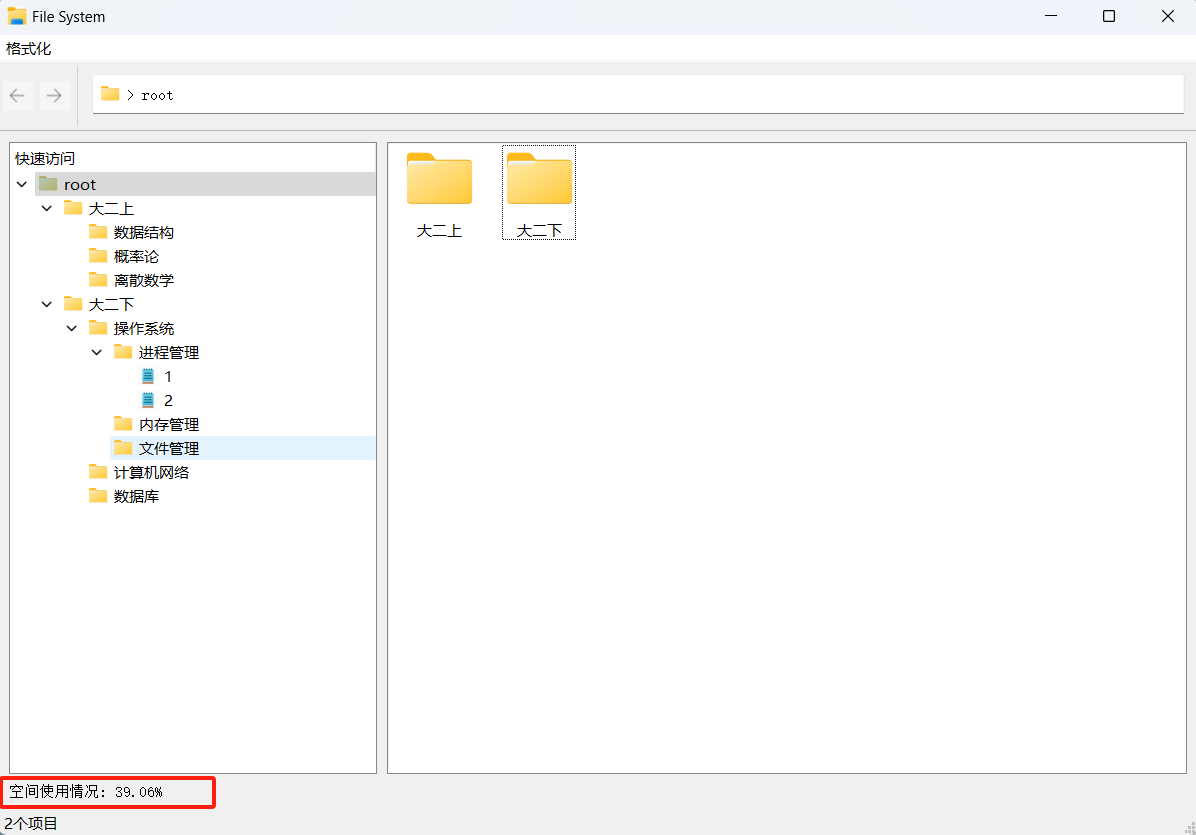 File System
格式化
root
快速访问
root
大二上
数据结构
概率论
离散数学
大二下
操作系统
进程管理
1
2
内存管理
文件管理
计算机网络
数据库
大二上
大二下
空间使用情况: 39.06%
2个项目